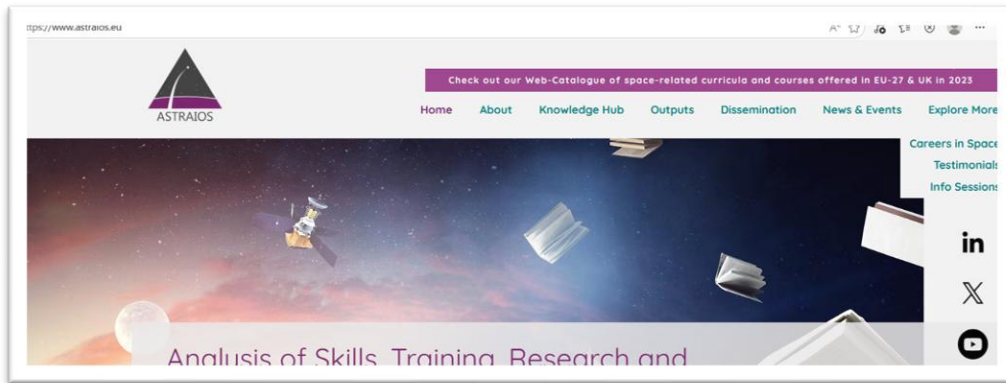 ttps://www.astraios.eu
Check out our Web-Catalogue of space-related curricula and courses offered in EU-27 & UK in 2023
ASTRAIOS
Home About Knowledge Hub Outputs Dissemination News & Events Explore More
Careers in Space
Testimonials
Info Sessions
in
Analysis of Skills, Training, Research and